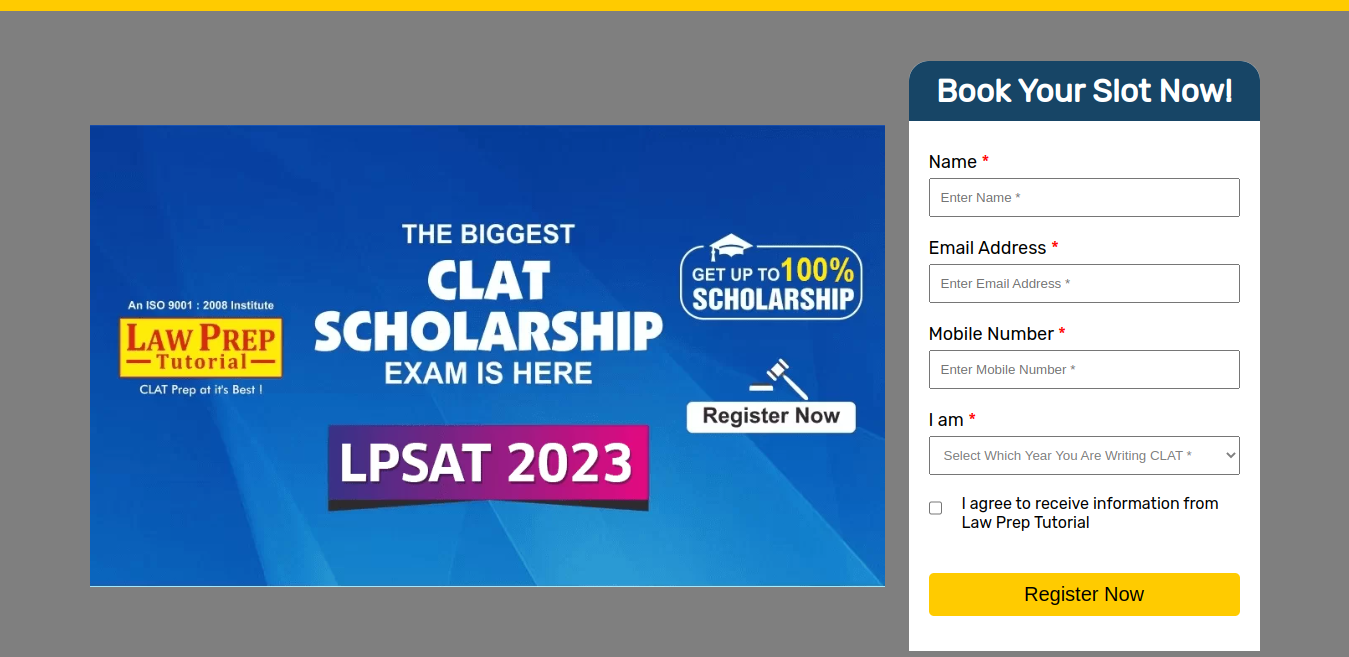 An ISO 9001 : 2008 Institute
LAW PREP
Tutorial
CLAT Prep at it's Best !
THE BIGGEST
CLAT
SCHOLARSHIP
EXAM IS HERE
LPSAT 2023
GET UP TO 100%
SCHOLARSHIP
Register Now
Book Your Slot Now!
Name *
Enter Name *
Email Address *
Enter Email Address *
Mobile Number *
Enter Mobile Number *
I am *
Select Which Year You Are Writing CLAT *
I agree to receive information from
Law Prep Tutorial
Register Now